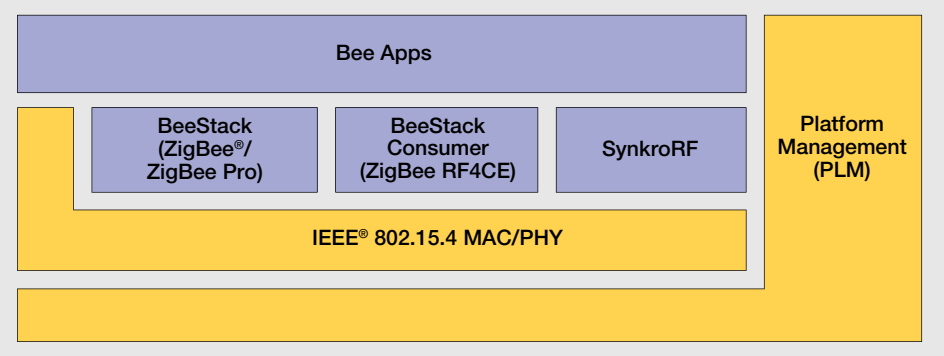 Bee Apps
BeeStack
(ZigBee®/
ZigBee Pro)
BeeStack
Consumer
(ZigBee RF4CE)
SynkroRF
Platform
Management
(PLM)
IEEE® 802.15.4 MAC/PHY